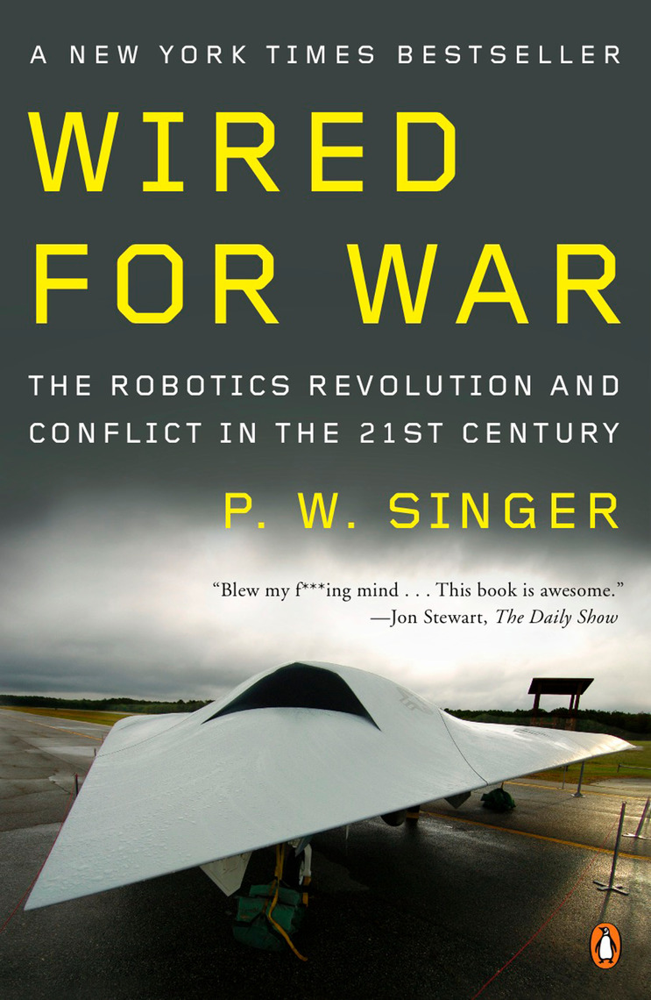 A NEW YORK TIMES BESTSELLER
WIRED
FOR WAR
THE ROBOTICS REVOLUTION AND
CONFLICT IN THE 21ST CENTURY
P. W. SINGER
“Blew my f***ing mind . . . This book is awesome.”
—Jon Stewart, The Daily Show